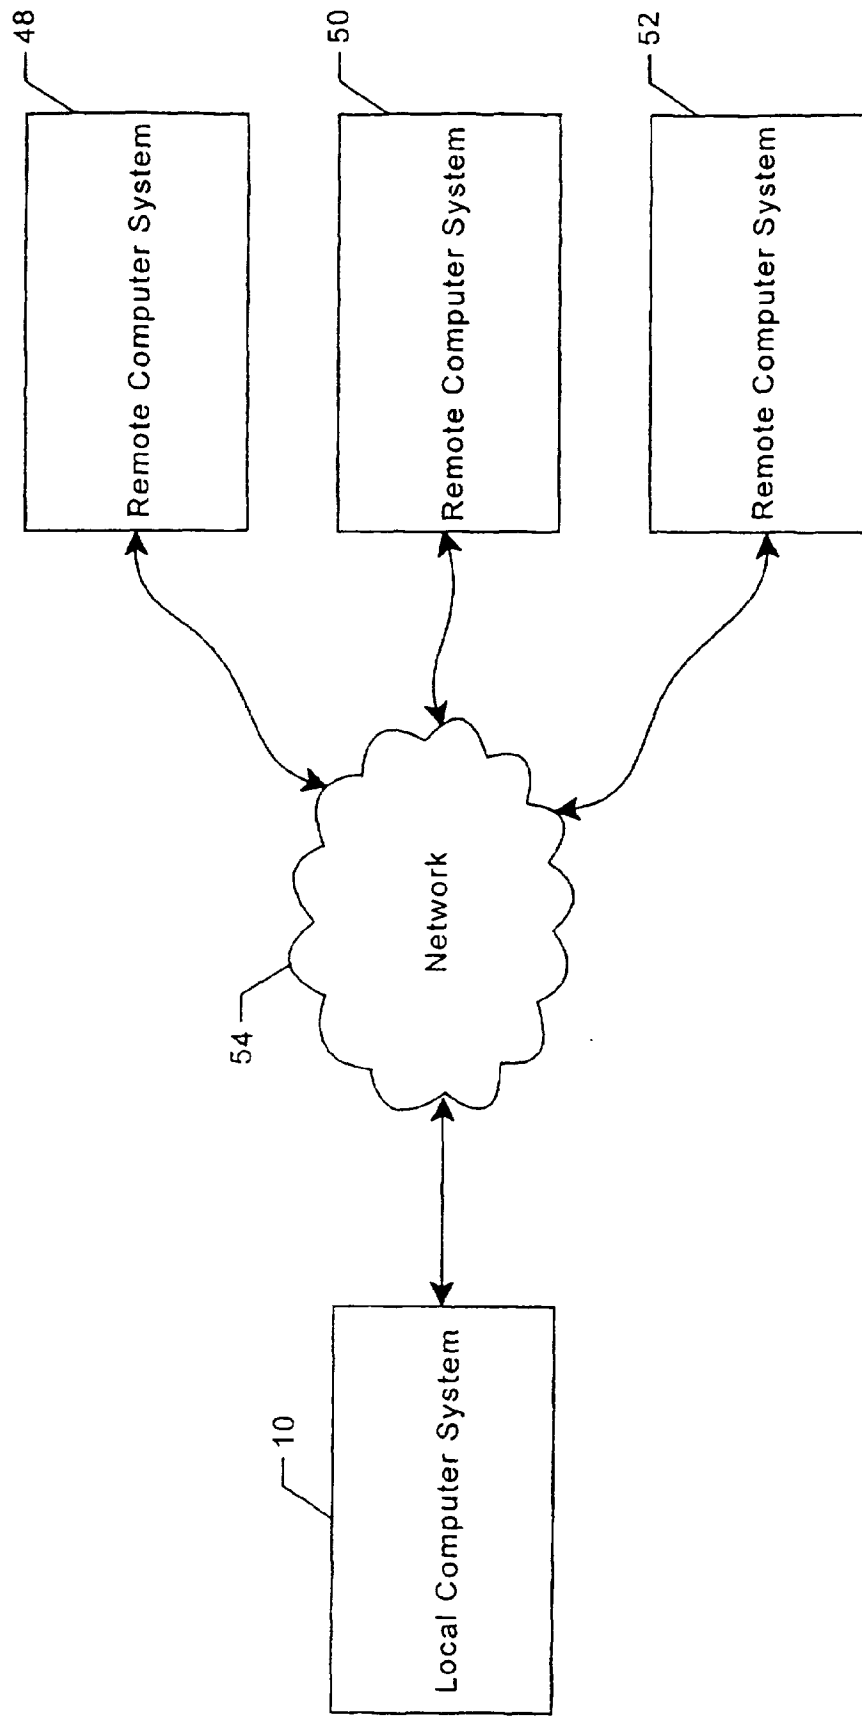 48
Remote Computer System
50
Remote Computer System
52
Remote Computer System
54
Network
10
Local Computer System